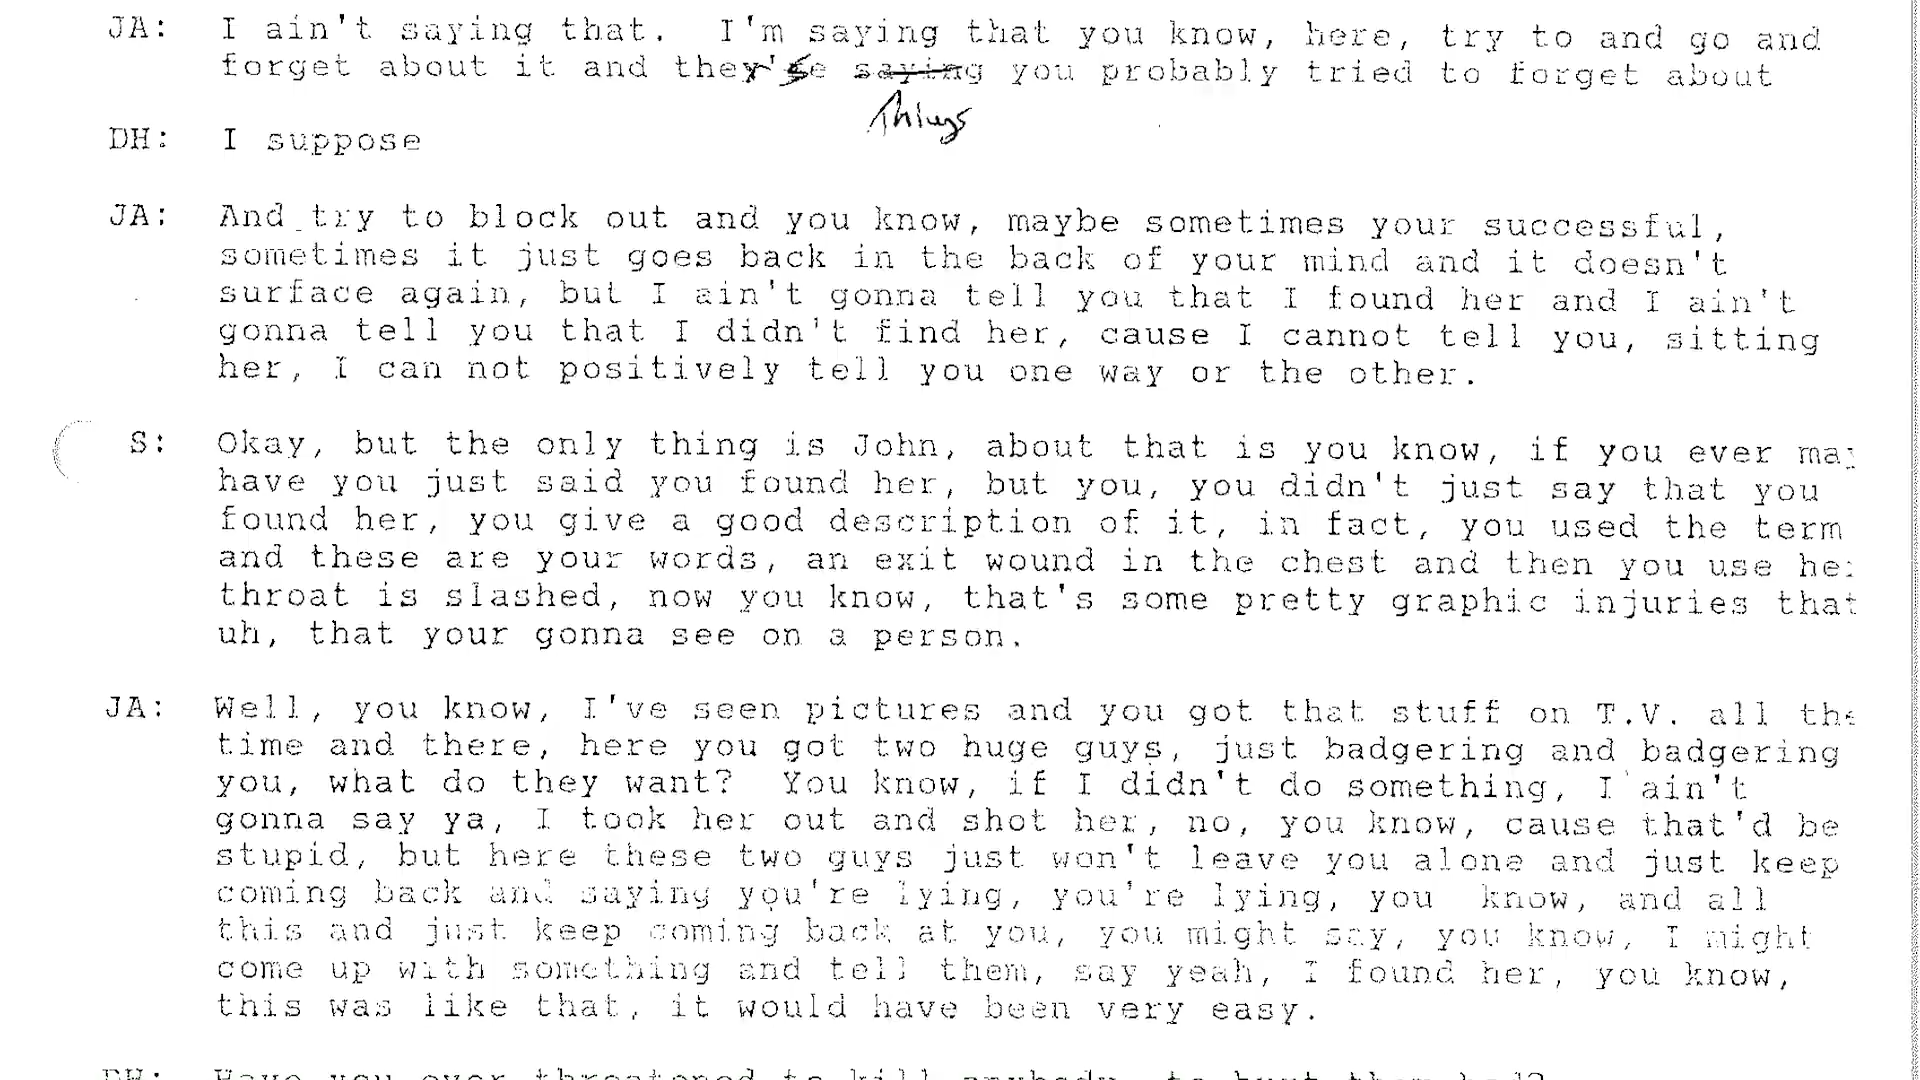 JA: I ain't saying that. I'm saying that you know, here, try to and go and
forget about it and they're saying you probably tried to forget about
Things
DH: I suppose
JA: And try to block out and you know, maybe sometimes your successful,
sometimes it just goes back in the back of your mind and it doesn't
surface again, but I ain't gonna tell you that I found her and I ain't
gonna tell you that I didn't find her, cause I cannot tell you, sitting
her, I can not positively tell you one way or the other.
S: Okay, but the only thing is John, about that is you know, if you ever
have you just said you found her, but you, you didn't just say that you
found her, you give a good description of it, in fact, you used the term
and these are your words, an exit wound in the chest and then you use
throat is slashed, now you know, that's some pretty graphic injuries that
uh, that your gonna see on a person.
JA: Well, you know, I've seen pictures and you got that stuff on T.V. all the
time and there, here you got two huge guys, just badgering and badgering
you, what do they want? You know, if I didn't do something, I ain't
gonna say ya, I took her out and shot her, no, you know, cause that'd be
stupid, but here these two guys just won't leave you alone and just keep
coming back and saying you're lying, you're lying, you know, and all
this and just keep coming back at you, you might say, you know, I might
come up with something and tell them, say yeah, I found her, you know,
this was like that, it would have been very easy.
DH: Have you ever threatened to kill anybody, to hurt them bad?